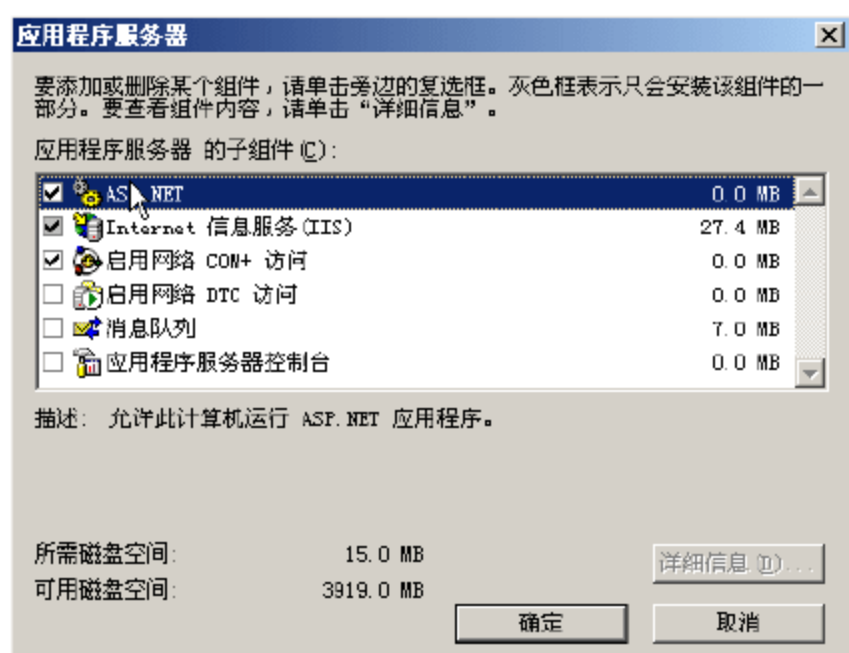 应用程序服务器
要添加或删除某个组件，请单击旁边的复选框。灰色框表示只会安装该组件的一
部分。要查看组件内容，请单击“详细信息”。
应用程序服务器 的子组件(C):
ASP.NET 0.0 MB
Internet 信息服务(IIS) 27.4 MB
启用网络 COM+ 访问 0.0 MB
启用网络 DTC 访问 0.0 MB
消息队列 7.0 MB
应用程序服务器控制台 0.0 MB
描述: 允许此计算机运行 ASP.NET 应用程序。
所需磁盘空间: 15.0 MB
详细信息(D)...
可用磁盘空间: 3919.0 MB
确定 取消